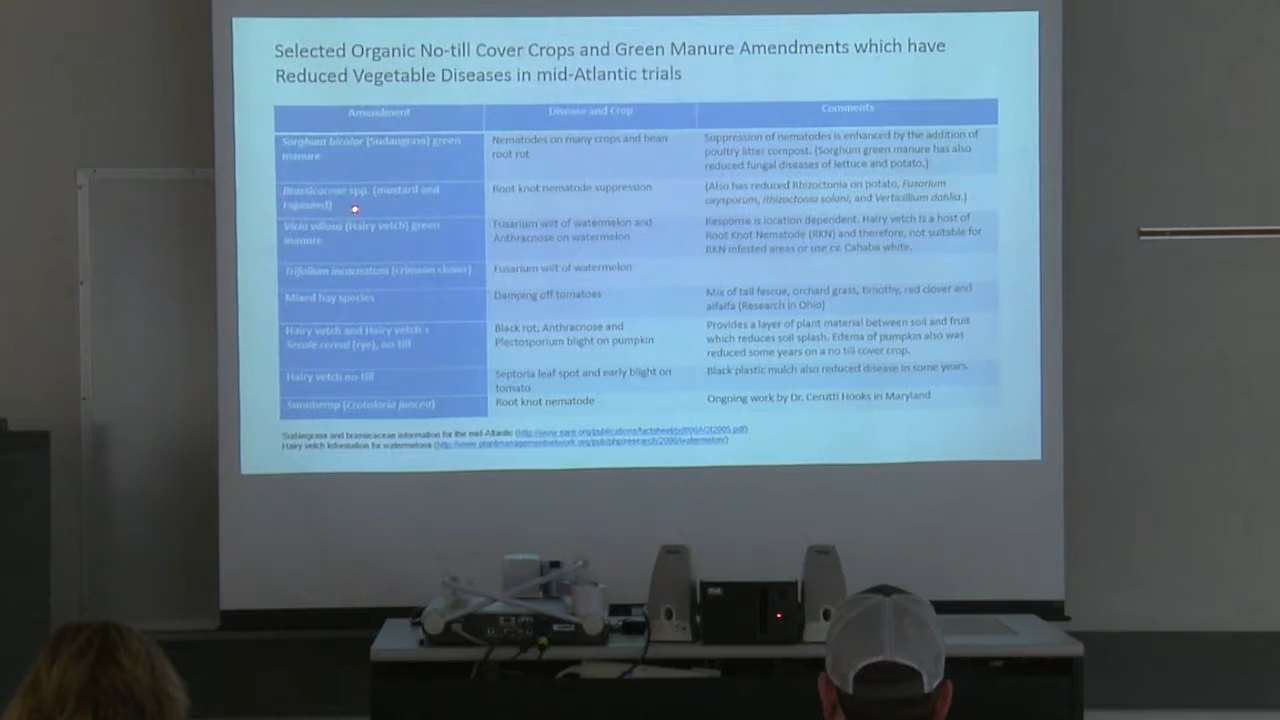 Selected Organic No-till Cover Crops and Green Manure Amendments which have
Reduced Vegetable Diseases in mid-Atlantic trials
Amendment
Disease and Crop
Comments
Sorghum bicolor (Sudangrass) green
manure
Nematodes on many crops and bean
root rot
Suppression of nematodes is enhanced by the addition of
poultry litter compost. (Sorghum green manure has also
reduced fungal diseases of lettuce and potato.)
Brassicaceae spp. (mustard and
rapeseed)
Root knot nematode suppression
(Also has reduced Rhizoctonia on potato, Fusarium
oxysporum, Rhizoctonia solani, and Verticillium dahlia.)
Vicia villosa (Hairy vetch) green
manure
Fusarium wilt of watermelon and
Anthracnose on watermelon
Response is location dependent. Hairy vetch is a host of
Root Knot Nematode (RKN) and therefore, not suitable for
RKN infested areas or use cv. Cahaba white.
Trifolium incarnatum (crimson clover)
Fusarium wilt of watermelon
Mixed hay species
Damping off tomatoes
Mix of tall fescue, orchard grass, timothy, red clover and
alfalfa (Research in Ohio)
Hairy vetch and Hairy vetch +
Secale cereal (rye), no-till
Black rot, Anthracnose and
Plectosporium blight on pumpkin
Provides a layer of plant material between soil and fruit
which reduces soil splash. Edema of pumpkin also was
reduced some years on a no till cover crop.
Hairy vetch no-till
Septoria leaf spot and early blight on
tomato
Black plastic mulch also reduced disease in some years.
Sunnhemp (Crotolaria juncea)
Root knot nematode
Ongoing work by Dr. Cerutti Hooks in Maryland
Sudangrass and brassicaceae information for the mid-Atlantic
Hairy vetch information for watermelons